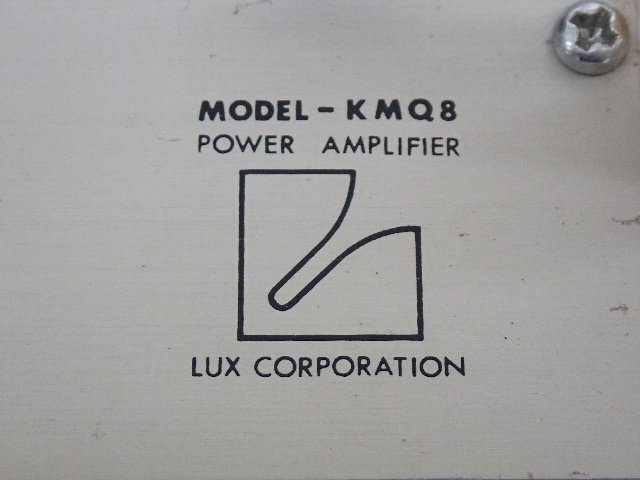 MODEL-KMQ8
POWER AMPLIFIER
LUX CORPORATION